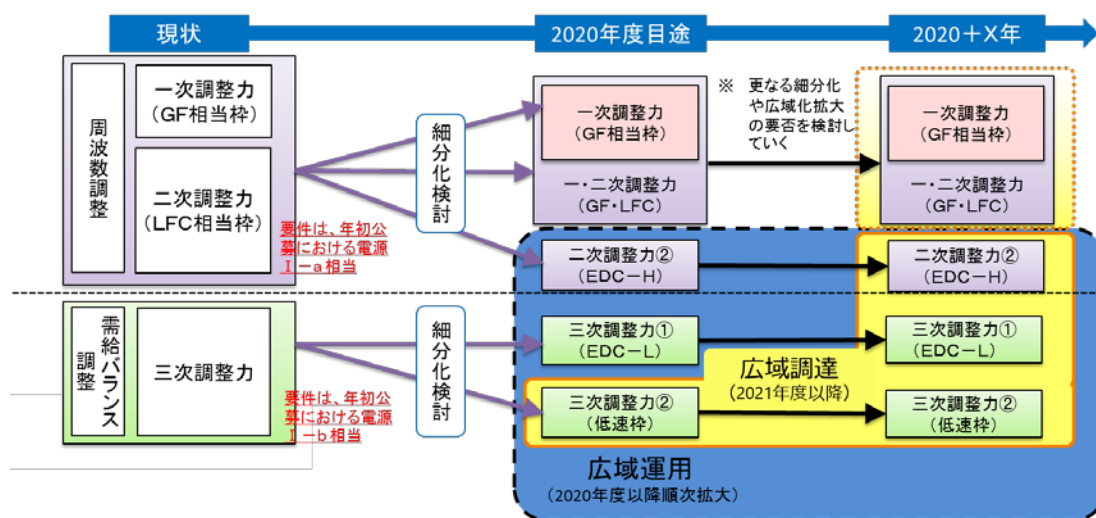 現状
2020年度目途
2020+X年
周波数調整
一次調整力
(GF相当枠)
二次調整力
(LFC相当枠)
要件は、年初公
募における電源
Ⅰ-a相当
細分化検討
一次調整力
(GF相当枠)
一・二次調整力
(GF・LFC)
※ 更なる細分化
や広域化拡大
の要否を検討し
ていく
一次調整力
(GF相当枠)
一・二次調整力
(GF・LFC)
二次調整力②
(EDC-H)
二次調整力②
(EDC-H)
需給バランス
調整
三次調整力
要件は、年初公
募における電源
Ⅰ-b相当
細分化検討
三次調整力①
(EDC-L)
三次調整力①
(EDC-L)
広域調達
(2021年度以降)
三次調整力②
(低速枠)
三次調整力②
(低速枠)
広域運用
(2020年度以降順次拡大)